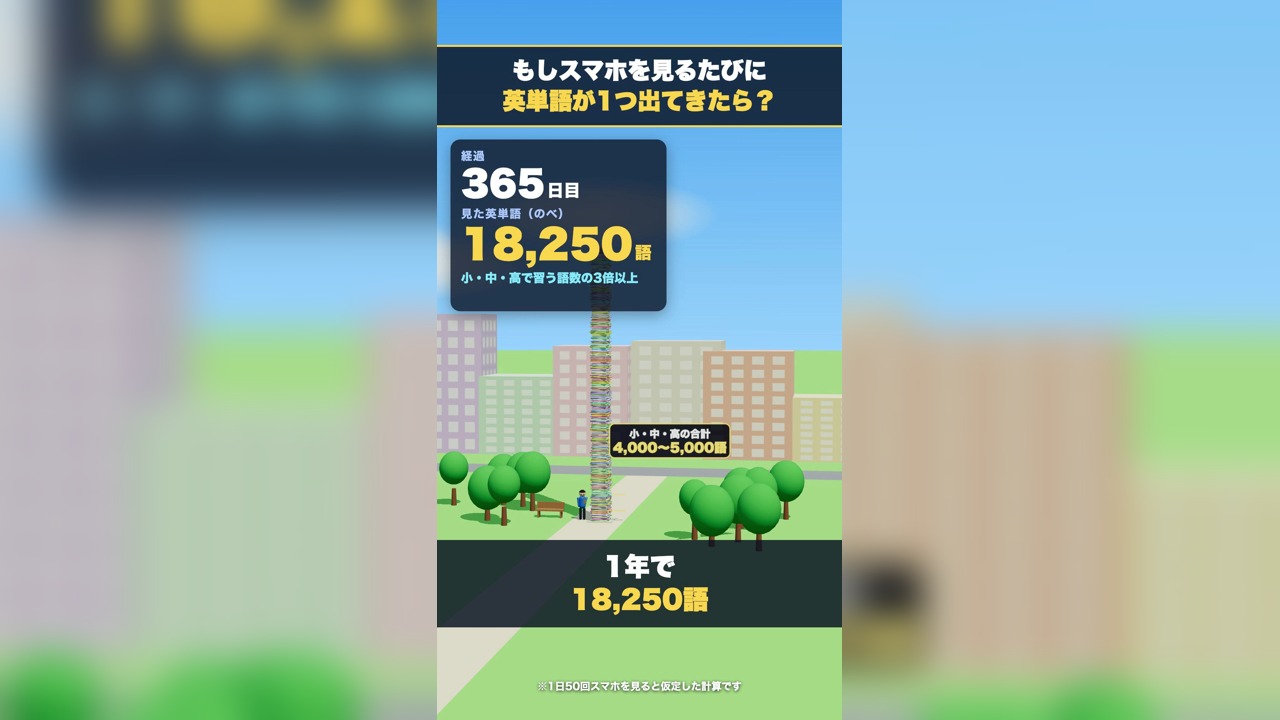 もしスマホを見るたびに
英単語が1つ出てきたら？
経過
365日目
見た英単語（のべ）
18,250語
小・中・高で習う語数の3倍以上
小・中・高の合計
4,000〜5,000語
1年で
18,250語
※1日50回スマホを見ると仮定した計算です